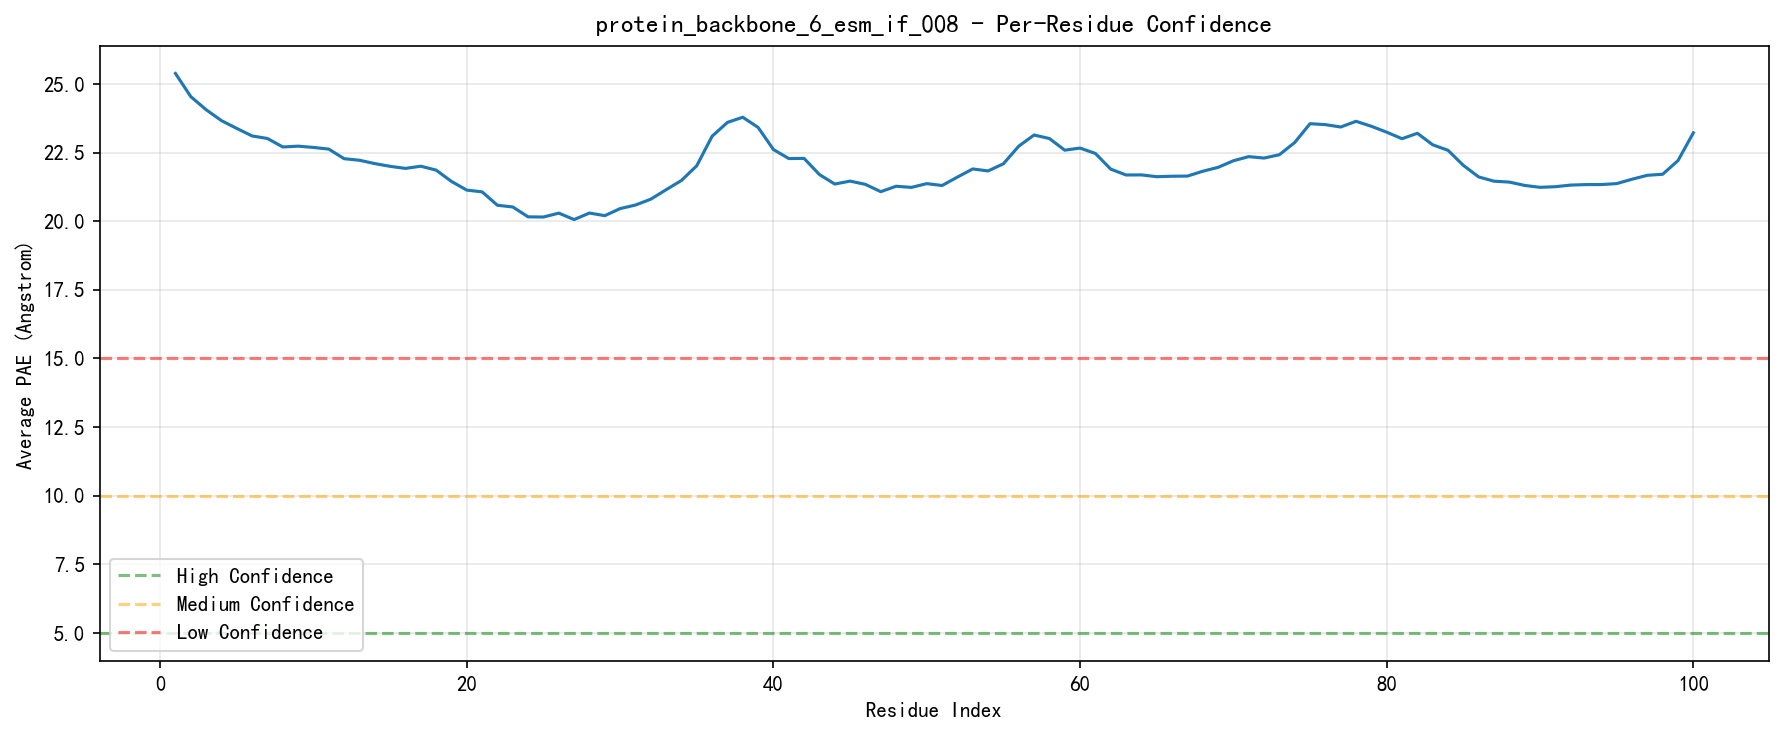 protein_backbone_6_esm_if_008 - Per-Residue Confidence
Average PAE (Angstrom)
25.0
22.5
20.0
17.5
15.0
12.5
10.0
7.5
5.0
High Confidence
Medium Confidence
Low Confidence
0 20 40 60 80 100
Residue Index